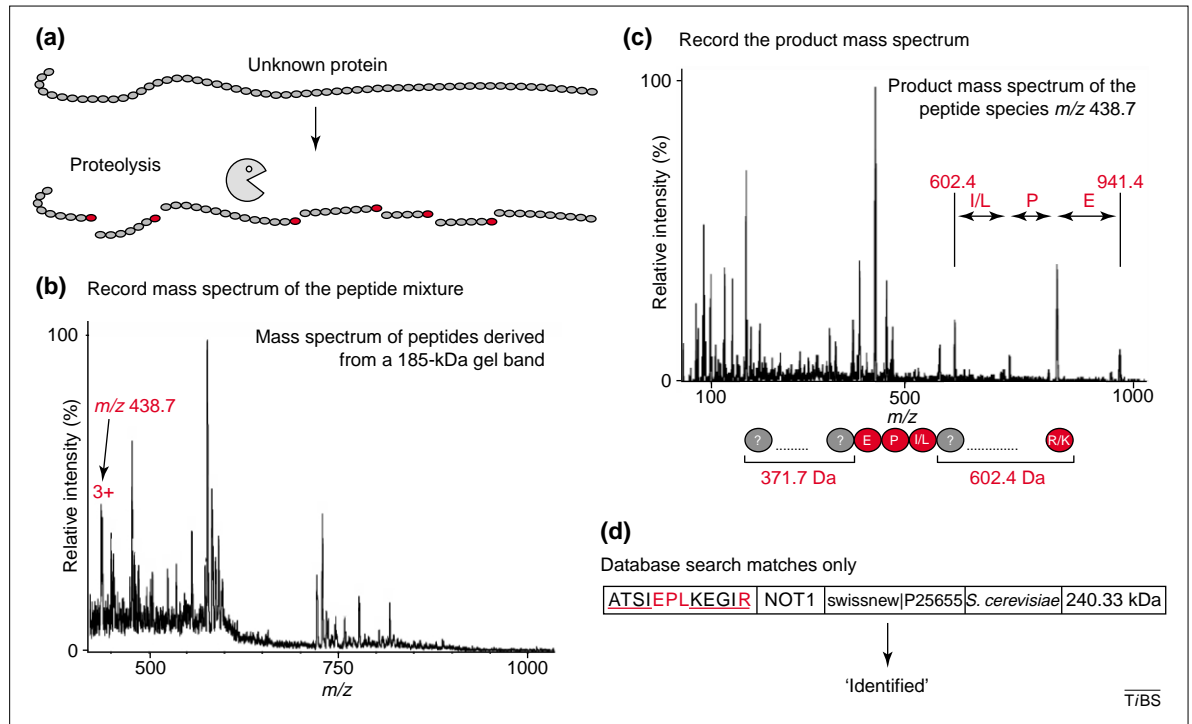 (a)
Unknown protein
Proteolysis
(b) Record mass spectrum of the peptide mixture
Mass spectrum of peptides derived
from a 185-kDa gel band
100
m/z 438.7
3+
Relative intensity (%)
0
500
750
1000
m/z
(c) Record the product mass spectrum
100
Product mass spectrum of the
peptide species m/z 438.7
602.4
941.4
I/L
P
E
Relative intensity (%)
0
100
500
1000
m/z
? ........ ? E P I/L ? .............. R/K
371.7 Da
602.4 Da
(d)
Database search matches only
ATSIEPLKEGIR NOT1 swissnew|P25655 S. cerevisiae 240.33 kDa
'Identified'
TiBS